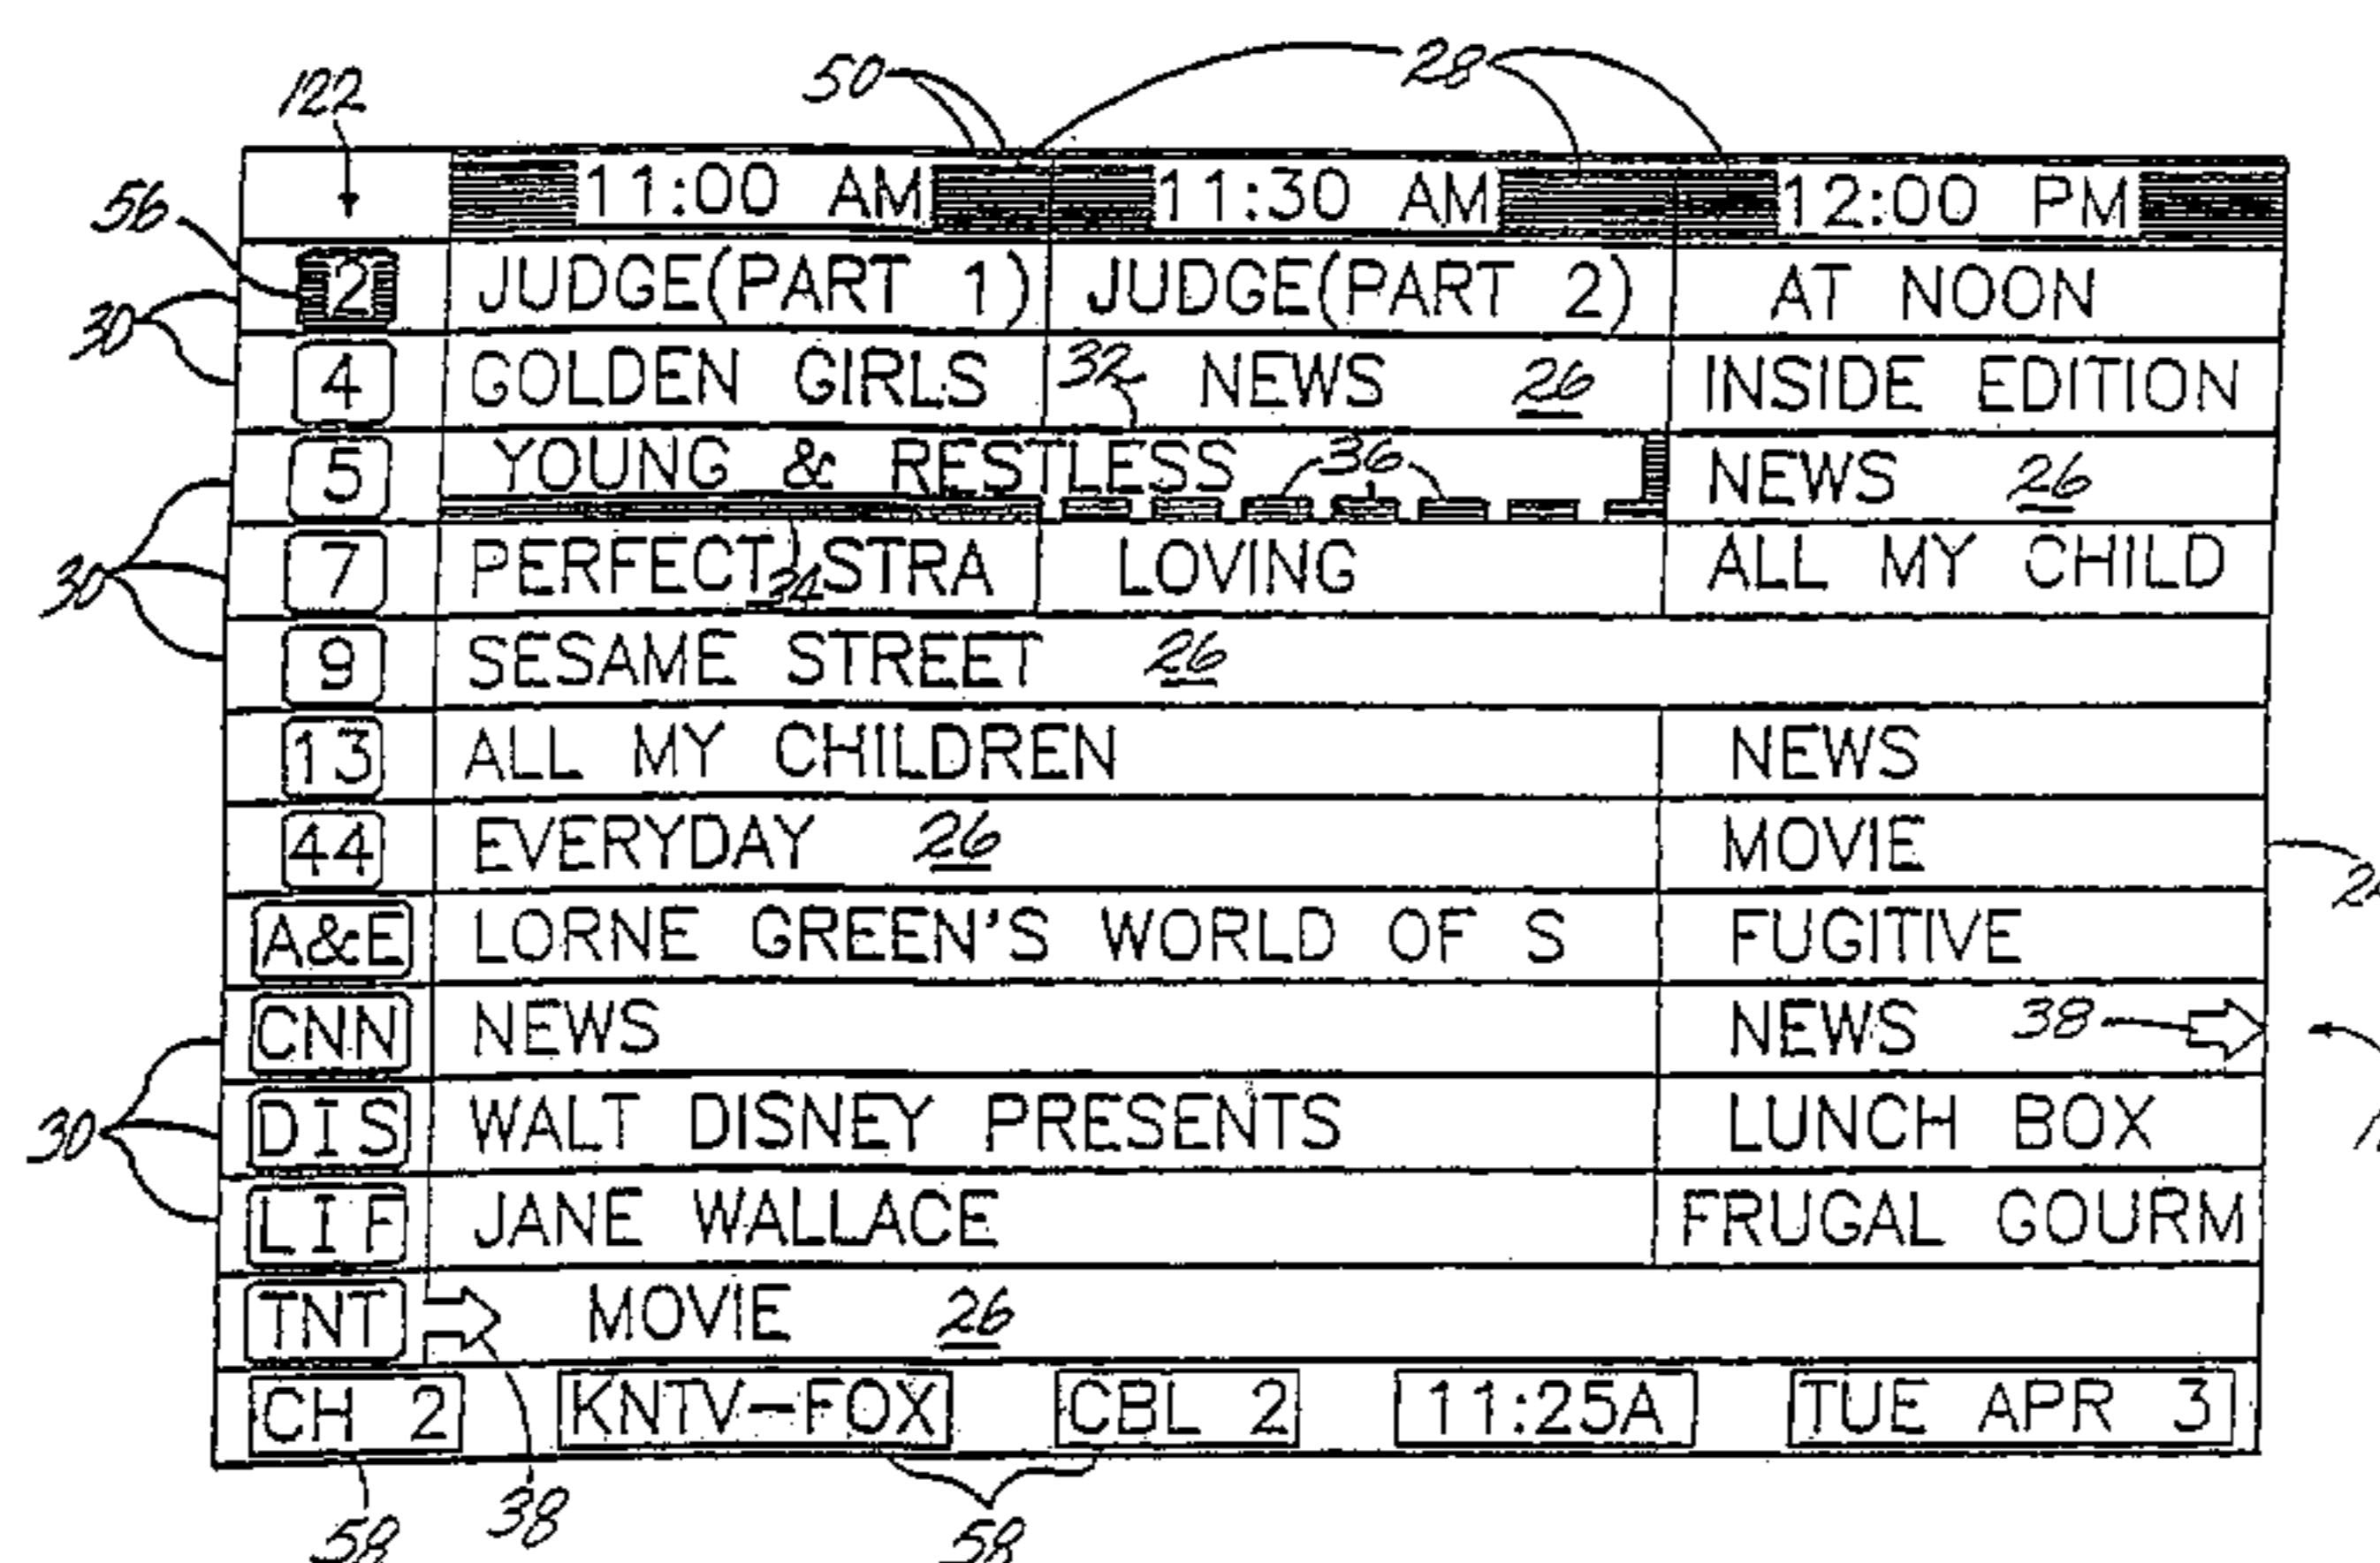 50 28
122
11:00 AM 11:30 AM 12:00 PM
56
2 JUDGE(PART 1) JUDGE(PART 2) AT NOON
30
4 GOLDEN GIRLS 32 NEWS 26 INSIDE EDITION
5 YOUNG & RESTLESS 36 NEWS 26
30 7 PERFECT STRA 34 LOVING ALL MY CHILD
9 SESAME STREET 26
13 ALL MY CHILDREN NEWS
44 EVERYDAY 26 MOVIE
A&E LORNE GREEN'S WORLD OF S FUGITIVE
CNN NEWS NEWS 38
30 DIS WALT DISNEY PRESENTS LUNCH BOX
LIF JANE WALLACE FRUGAL GOURM
TNT MOVIE 26
CH 2 KNTV-FOX CBL 2 11:25A TUE APR 3
58 38 58